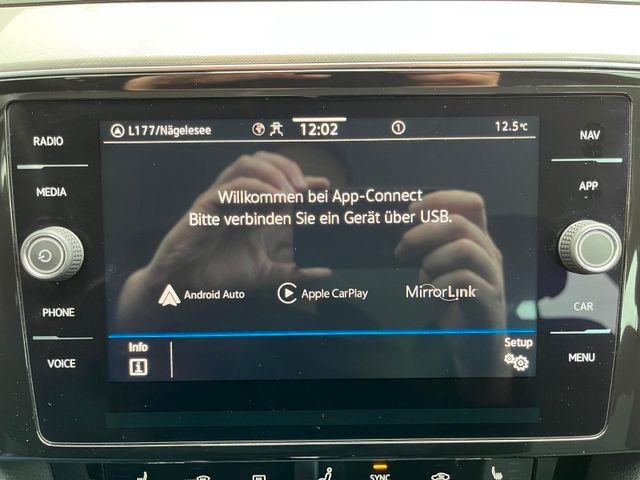 L177/Nägelesee 12:02 1 12.5°C
RADIO
MEDIA
PHONE
VOICE
Willkommen bei App-Connect
Bitte verbinden Sie ein Gerät über USB.
Android Auto Apple CarPlay MirrorLink
Info
i
Setup
NAV
APP
CAR
MENU
SYNC